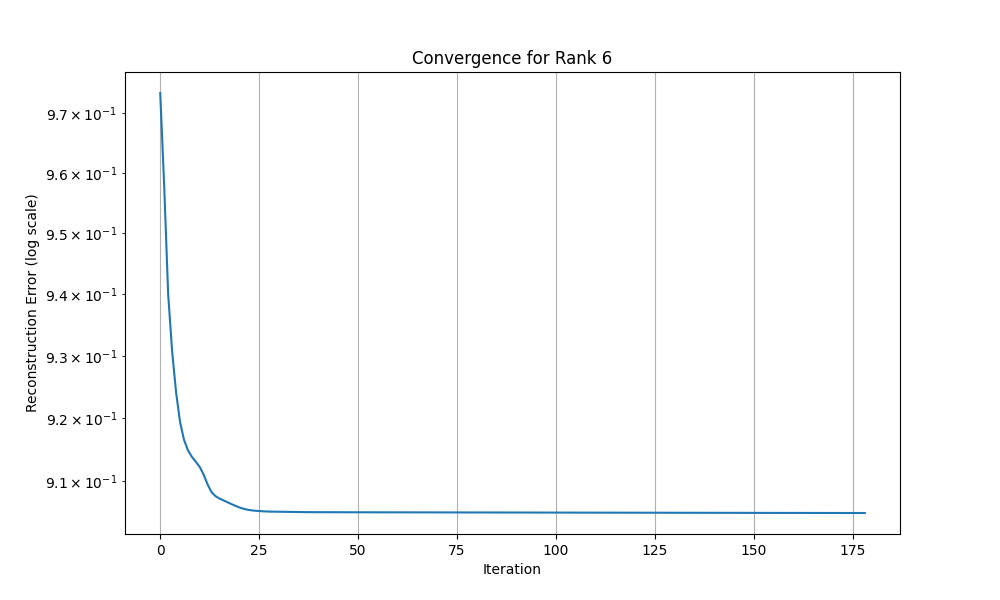 Convergence for Rank 6
Reconstruction Error (log scale)
9.7 × 10⁻¹
9.6 × 10⁻¹
9.5 × 10⁻¹
9.4 × 10⁻¹
9.3 × 10⁻¹
9.2 × 10⁻¹
9.1 × 10⁻¹
0 25 50 75 100 125 150 175
Iteration